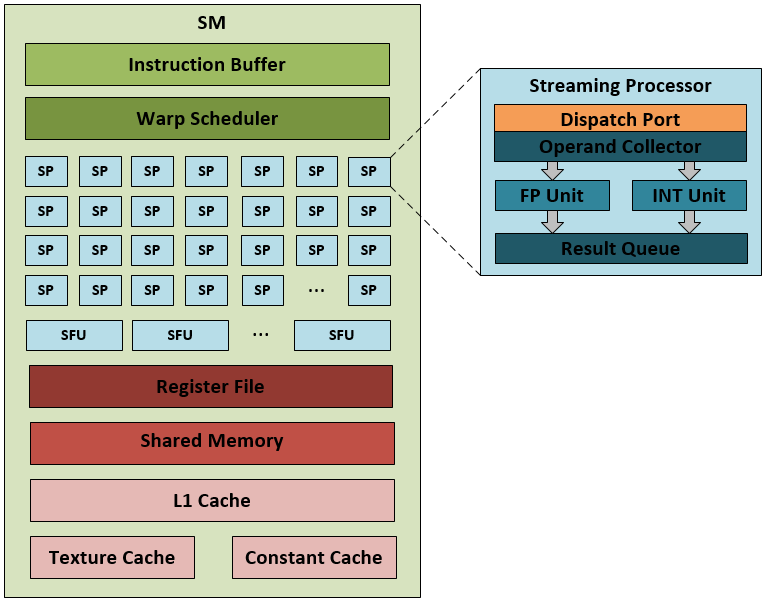 SM
Instruction Buffer
Warp Scheduler
SP SP SP SP SP SP SP
SP SP SP SP SP SP SP
SP SP SP SP SP SP SP
SP SP SP SP SP ... SP
SFU SFU ... SFU
Register File
Shared Memory
L1 Cache
Texture Cache Constant Cache
Streaming Processor
Dispatch Port
Operand Collector
FP Unit INT Unit
Result Queue